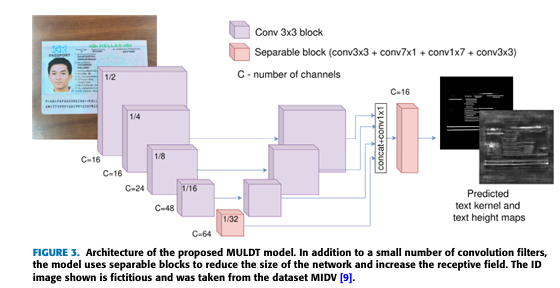 HELLAS
PASSPORT
Conv 3x3 block
Separable block (conv3x3 + conv7x1 + conv1x7 + conv3x3)
C - number of channels
1/2
1/4
1/8
1/16
1/32
C=16
C=16
C=24
C=48
C=64
concat+conv1x1
C=16
Predicted
text kernel and
text height maps
FIGURE 3. Architecture of the proposed MULDT model. In addition to a small number of convolution filters,
the model uses separable blocks to reduce the size of the network and increase the receptive field. The ID
image shown is fictitious and was taken from the dataset MIDV [9].